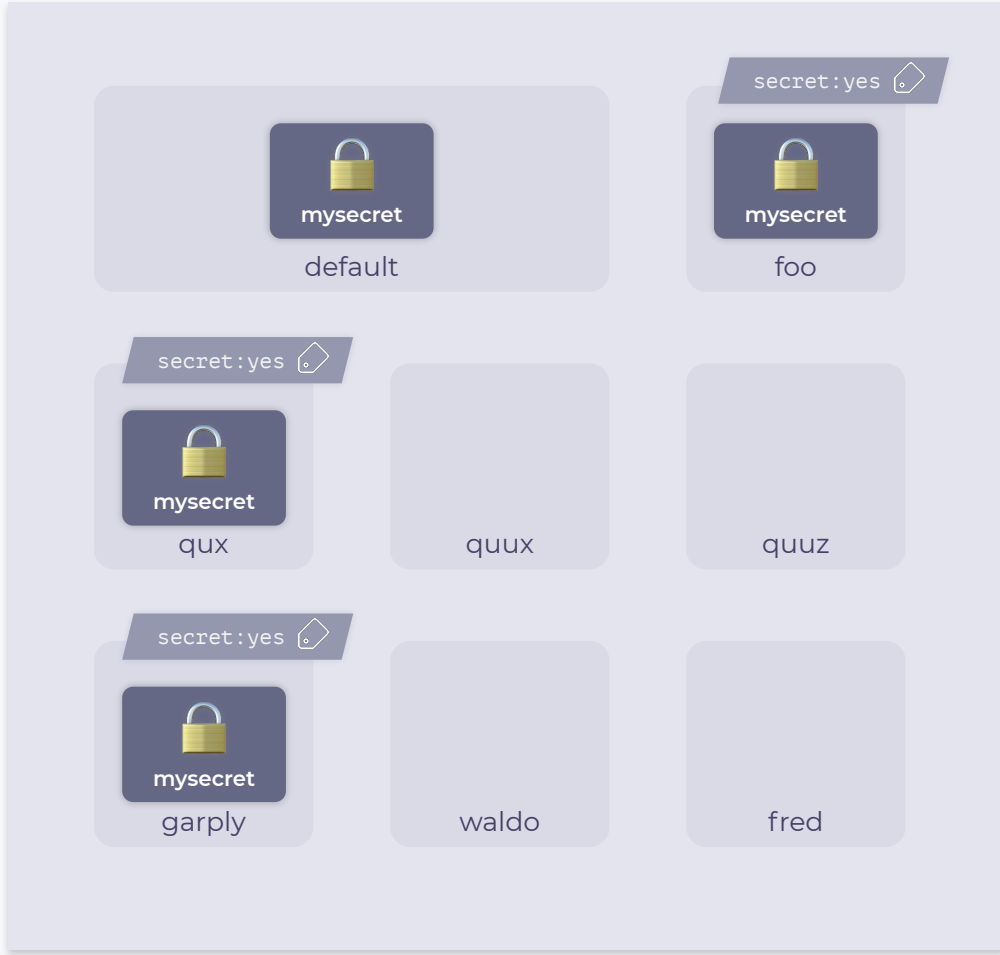 secret:yes
mysecret
mysecret
default
foo
secret:yes
mysecret
qux
quux
quuz
secret:yes
mysecret
garply
waldo
fred